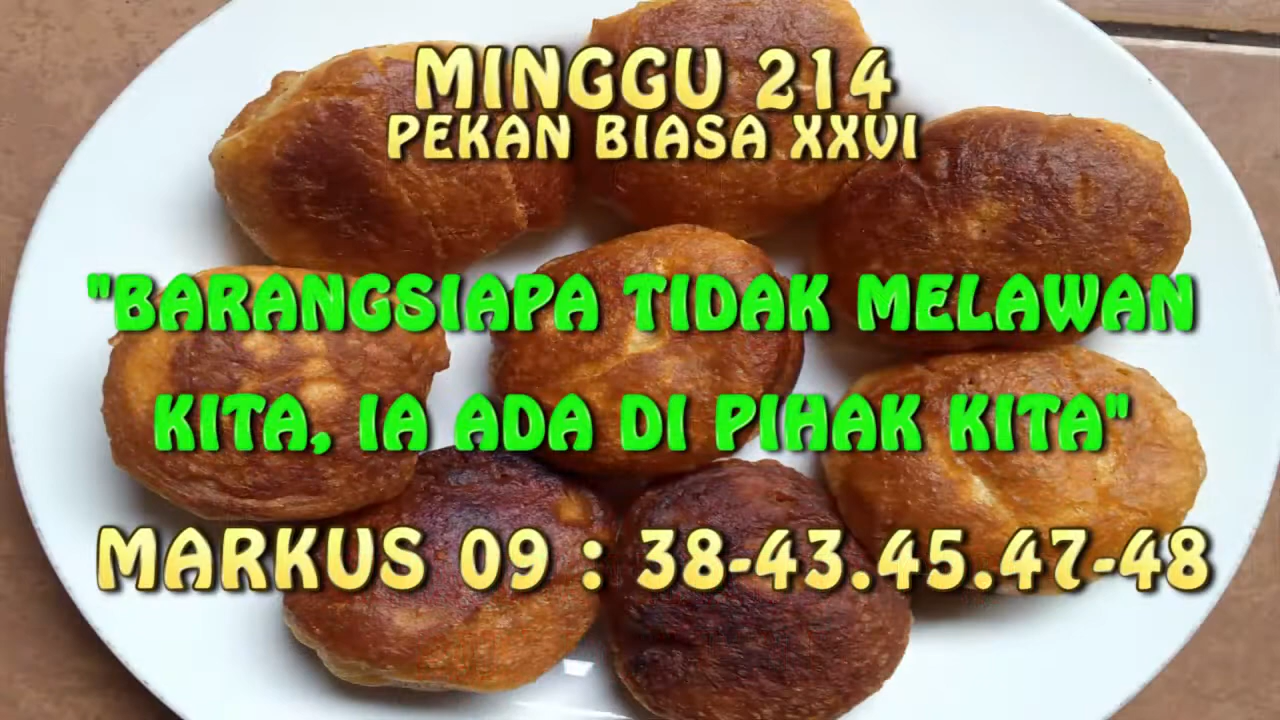 MINGGU 214
PEKAN BIASA XXVI
"BARANGSIAPA TIDAK MELAWAN
KITA, IA ADA DI PIHAK KITA"
MARKUS 09 : 38-43.45.47-48